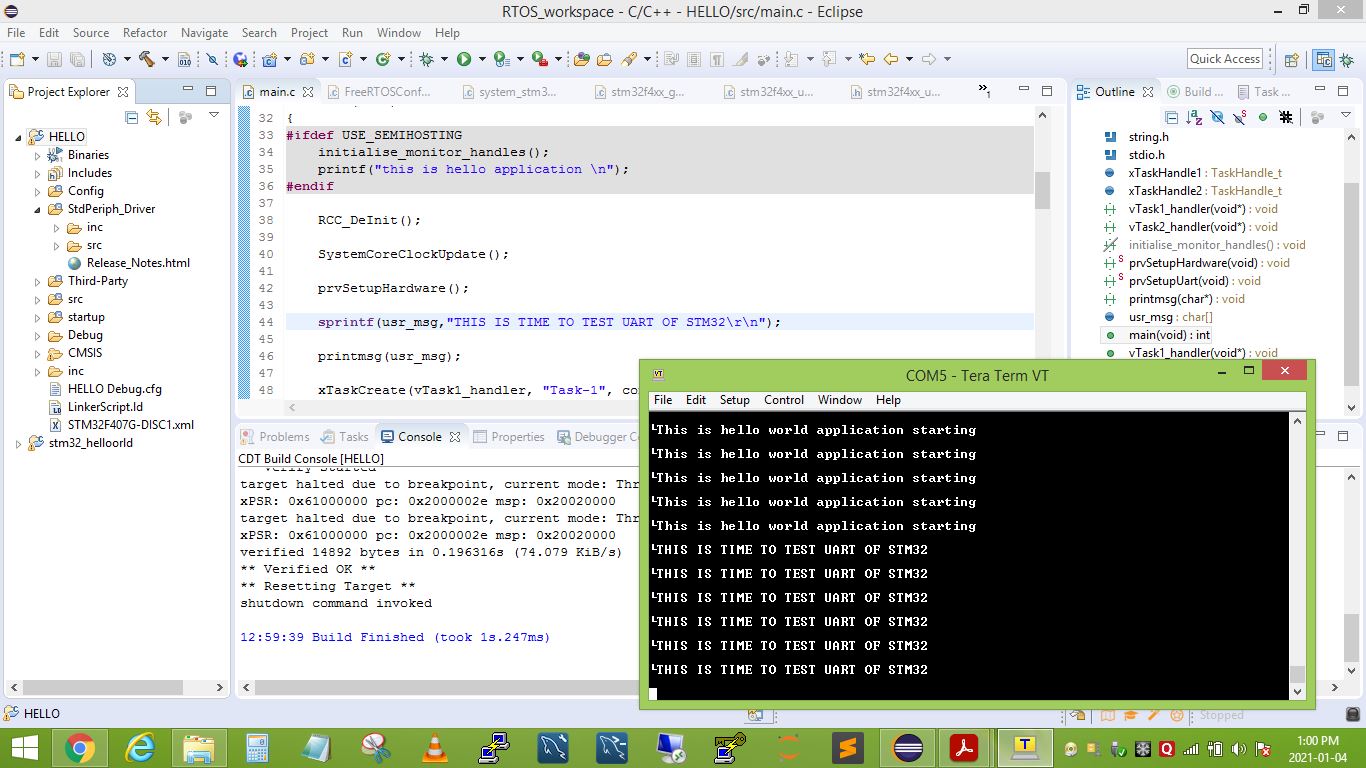 RTOS_workspace - C/C++ - HELLO/src/main.c - Eclipse
File Edit Source Refactor Navigate Search Project Run Window Help
Quick Access
Project Explorer
HELLO
Binaries
Includes
Config
StdPeriph_Driver
inc
src
Release_Notes.html
Third-Party
src
startup
Debug
CMSIS
inc
HELLO Debug.cfg
LinkerScript.ld
STM32F407G-DISC1.xml
stm32_helloorld
main.c FreeRTOSConf... system_stm3... stm32f4xx_g... stm32f4xx_u... stm32f4xx_u... »1
32 {
33 #ifdef USE_SEMIHOSTING
34 initialise_monitor_handles();
35 printf("this is hello application \n");
36 #endif
37
38 RCC_DeInit();
39
40 SystemCoreClockUpdate();
41
42 prvSetupHardware();
43
44 sprintf(usr_msg,"THIS IS TIME TO TEST UART OF STM32\r\n");
45
46 printmsg(usr_msg);
47
48 xTaskCreate(vTask1_handler, "Task-1", co
Outline Build ... Task ...
string.h
stdio.h
xTaskHandle1 : TaskHandle_t
xTaskHandle2 : TaskHandle_t
vTask1_handler(void*) : void
vTask2_handler(void*) : void
initialise_monitor_handles() : void
prvSetupHardware(void) : void
prvSetupUart(void) : void
printmsg(char*) : void
usr_msg : char[]
main(void) : int
vTask1_handler(void*) : void
Problems Tasks Console Properties Debugger C
CDT Build Console [HELLO]
** Verify Started **
target halted due to breakpoint, current mode: Thr
xPSR: 0x61000000 pc: 0x2000002e msp: 0x20020000
target halted due to breakpoint, current mode: Thr
xPSR: 0x61000000 pc: 0x2000002e msp: 0x20020000
verified 14892 bytes in 0.196316s (74.079 KiB/s)
** Verified OK **
** Resetting Target **
shutdown command invoked
12:59:39 Build Finished (took 1s.247ms)
COM5 - Tera Term VT
File Edit Setup Control Window Help
This is hello world application starting
This is hello world application starting
This is hello world application starting
This is hello world application starting
This is hello world application starting
THIS IS TIME TO TEST UART OF STM32
THIS IS TIME TO TEST UART OF STM32
THIS IS TIME TO TEST UART OF STM32
THIS IS TIME TO TEST UART OF STM32
THIS IS TIME TO TEST UART OF STM32
THIS IS TIME TO TEST UART OF STM32
HELLO
Stopped
1:00 PM
2021-01-04